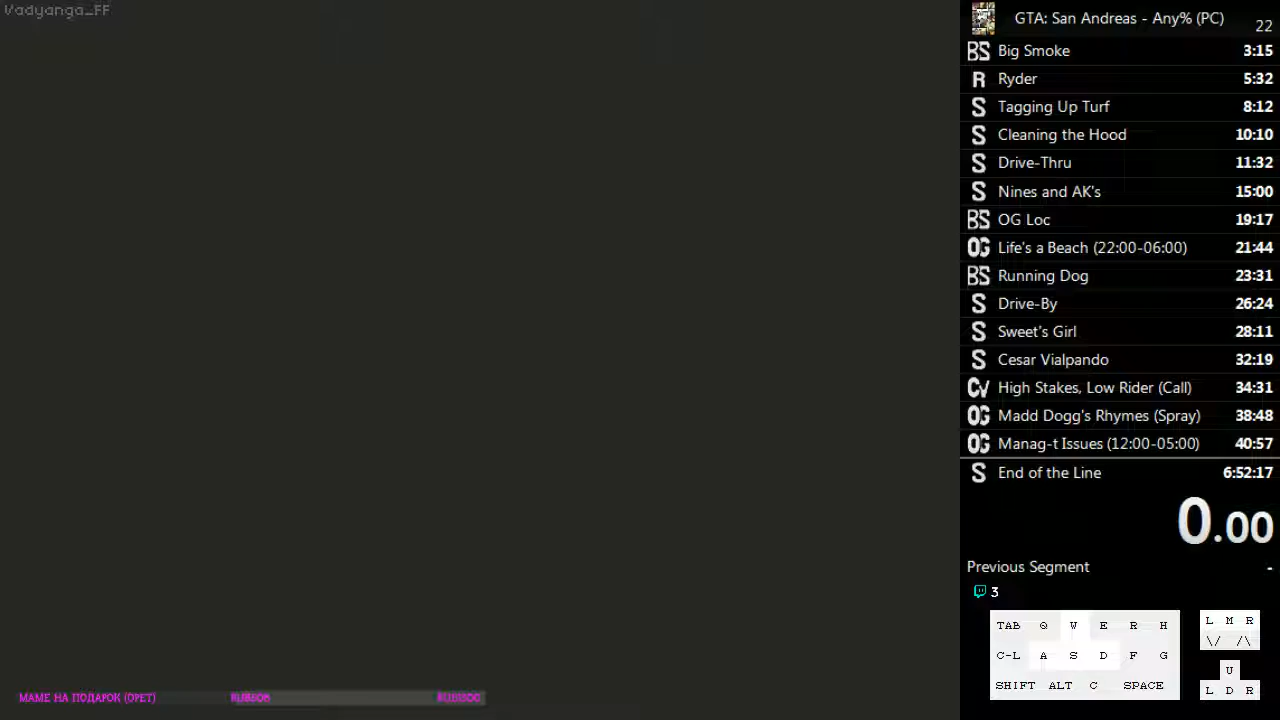 Vadyanga_FF
GTA: San Andreas - Any% (PC)
22
BS Big Smoke 3:15
R Ryder 5:32
S Tagging Up Turf 8:12
S Cleaning the Hood 10:10
S Drive-Thru 11:32
S Nines and AK's 15:00
BS OG Loc 19:17
OG Life's a Beach (22:00-06:00) 21:44
BS Running Dog 23:31
S Drive-By 26:24
S Sweet's Girl 28:11
S Cesar Vialpando 32:19
CV High Stakes, Low Rider (Call) 34:31
OG Madd Dogg's Rhymes (Spray) 38:48
OG Manag-t Issues (12:00-05:00) 40:57
S End of the Line 6:52:17
0.00
Previous Segment -
3
TAB Q W E R H
C-L A S D F G
SHIFT ALT C SPACE
L M R
\/ /\
U
L D R
МАМЕ НА ПОДАРОК (OPET)